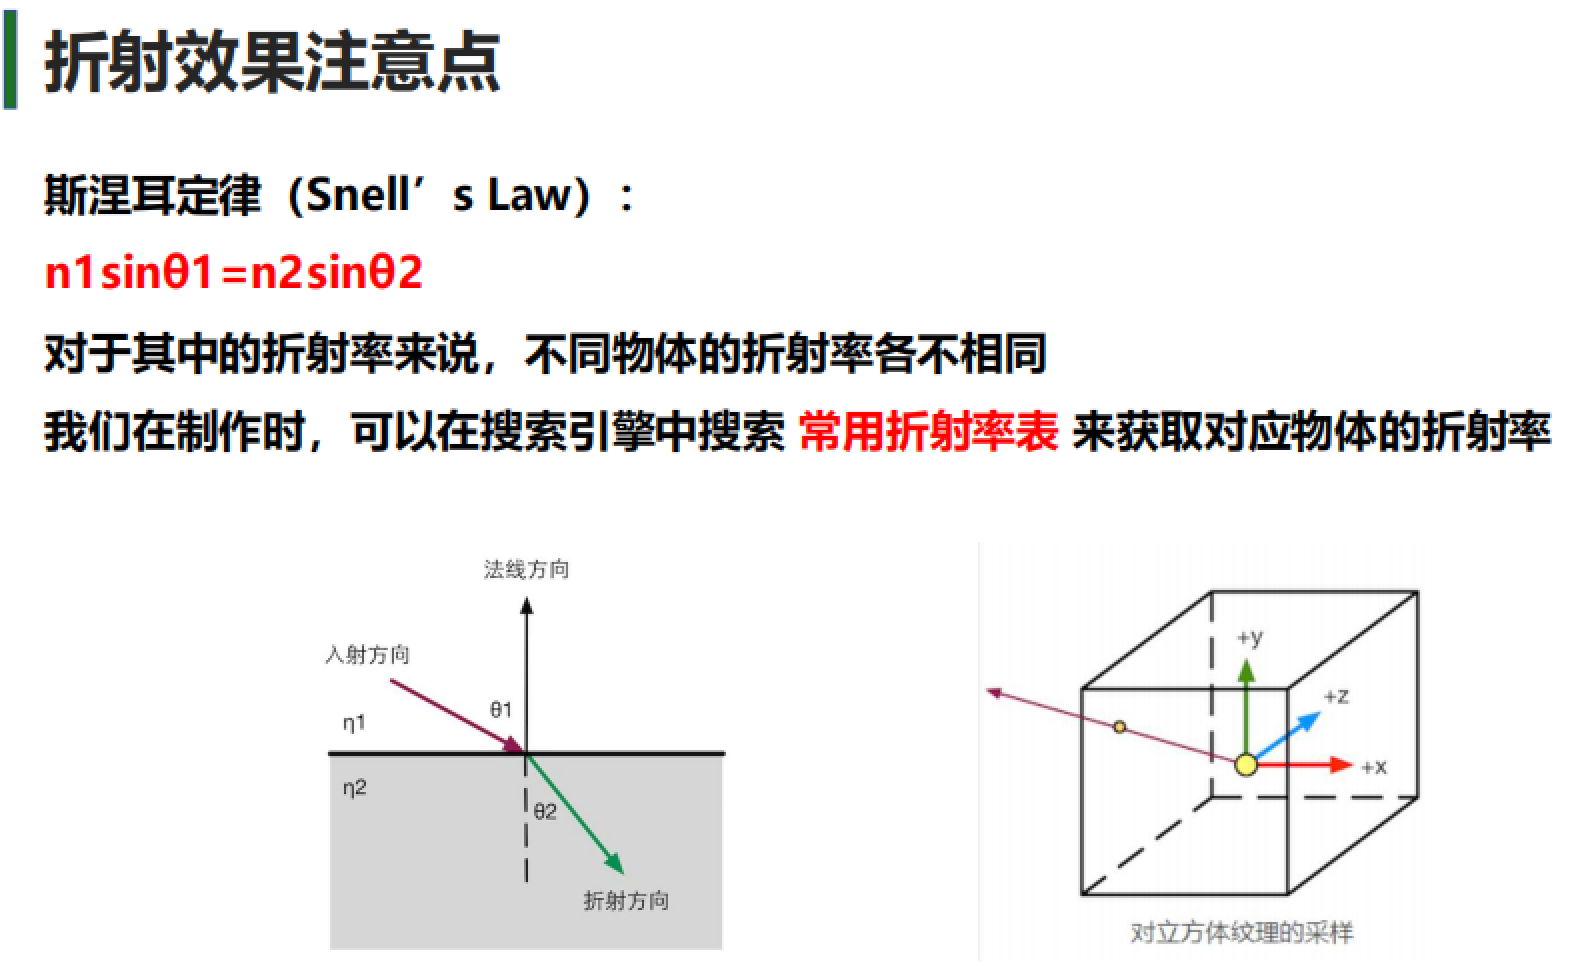 折射效果注意点
斯涅耳定律（Snell’s Law）：
n1sinθ1=n2sinθ2
对于其中的折射率来说，不同物体的折射率各不相同
我们在制作时，可以在搜索引擎中搜索 常用折射率表 来获取对应物体的折射率
法线方向
入射方向
θ1
η1
η2
θ2
折射方向
+y
+z
+x
对立方体纹理的采样